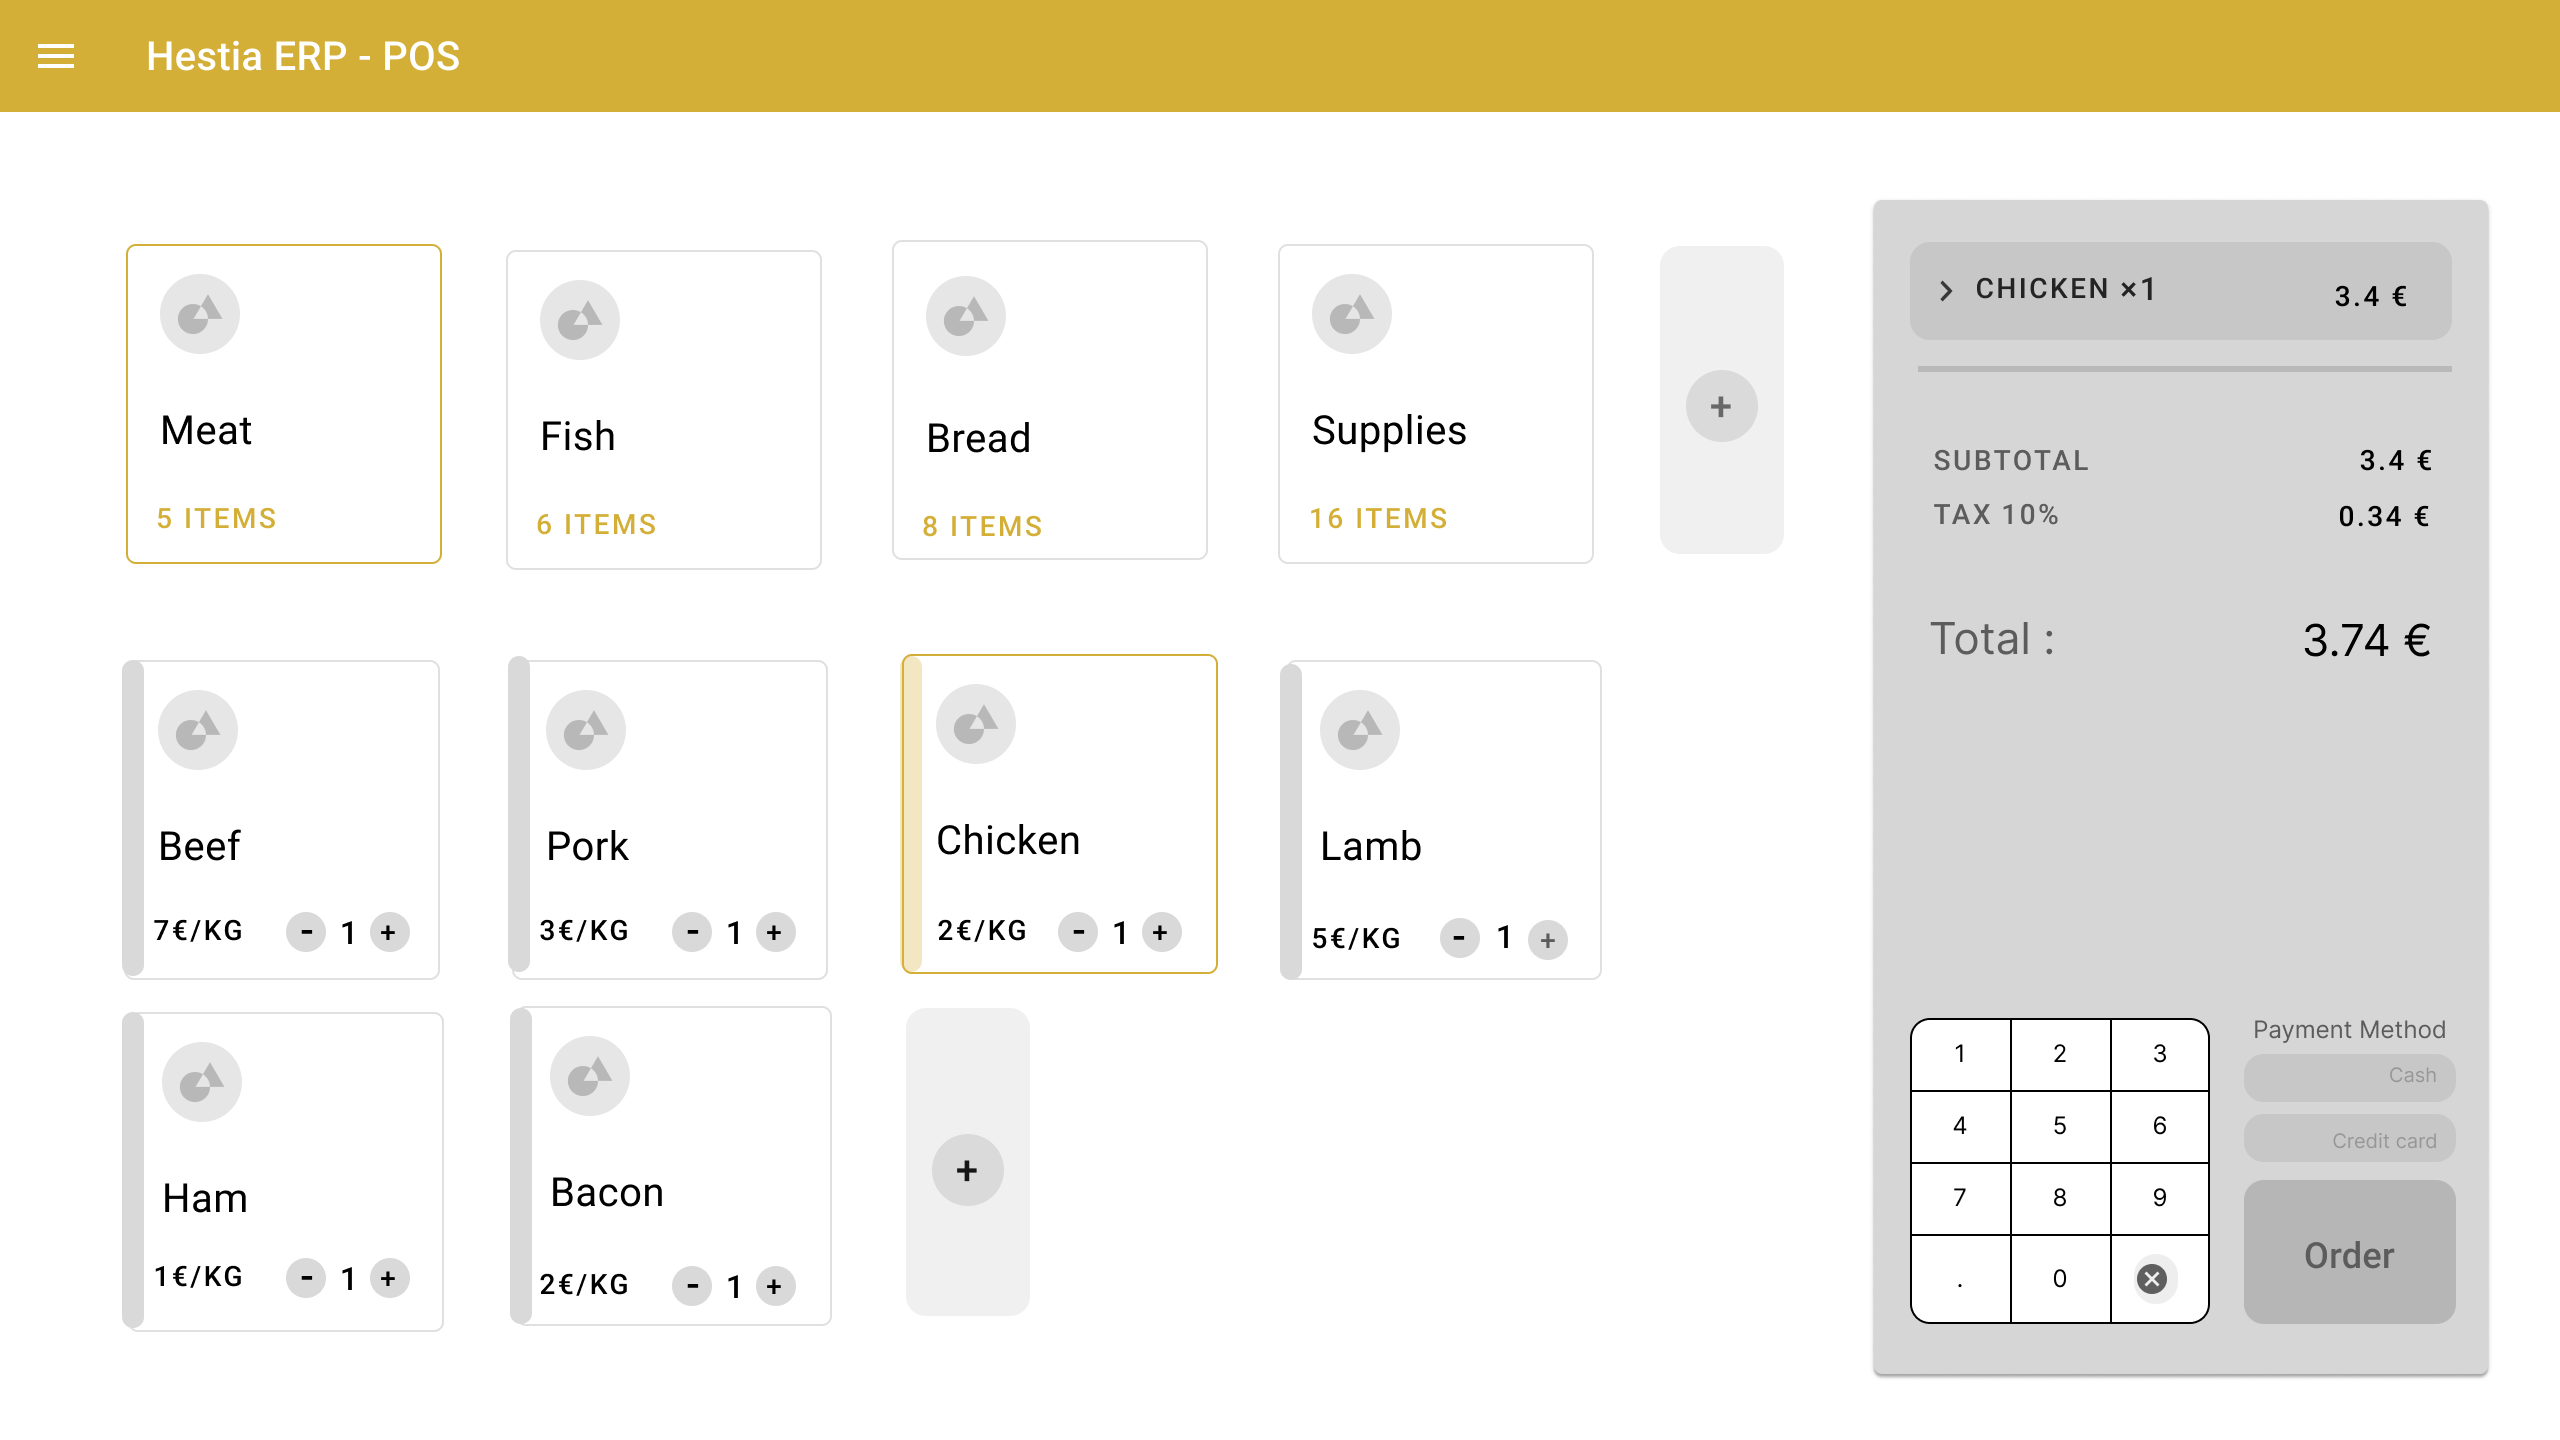 Hestia ERP - POS
Meat
5 ITEMS
Fish
6 ITEMS
Bread
8 ITEMS
Supplies
16 ITEMS
+
Beef
7€/KG - 1 +
Pork
3€/KG - 1 +
Chicken
2€/KG - 1 +
Lamb
5€/KG - 1 +
Ham
1€/KG - 1 +
Bacon
2€/KG - 1 +
+
CHICKEN ×1 3.4 €
SUBTOTAL 3.4 €
TAX 10% 0.34 €
Total : 3.74 €
1 2 3
4 5 6
7 8 9
. 0
Payment Method
Cash
Credit card
Order